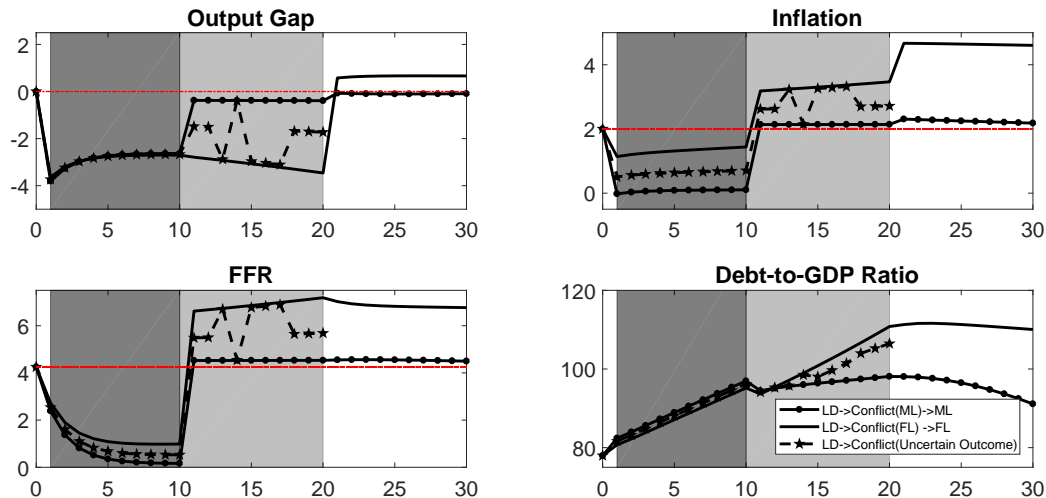 Output Gap
2
0
-2
-4
0 5 10 15 20 25 30
Inflation
4
2
0
0 5 10 15 20 25 30
FFR
6
4
2
0
0 5 10 15 20 25 30
Debt-to-GDP Ratio
120
100
80
0 5 10 15 20 25 30
LD->Conflict(ML)->ML
LD->Conflict(FL) ->FL
LD->Conflict(Uncertain Outcome)